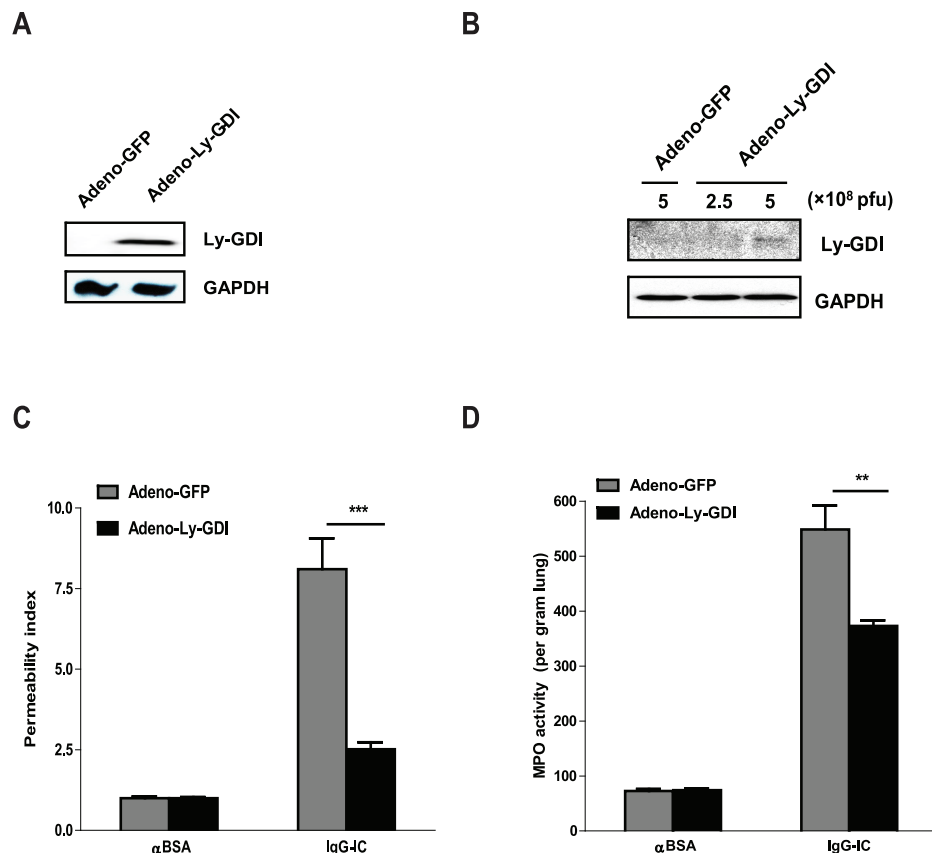 A
Adeno-GFP
Adeno-Ly-GDI
Ly-GDI
GAPDH
B
Adeno-GFP
Adeno-Ly-GDI
5 2.5 5 (×10⁸ pfu)
Ly-GDI
GAPDH
C
Adeno-GFP
Adeno-Ly-GDI
***
Permeability index
10.0
7.5
5.0
2.5
0.0
αBSA IgG-IC
D
Adeno-GFP
Adeno-Ly-GDI
**
MPO activity (per gram lung)
600
500
400
300
200
100
0
αBSA IgG-IC